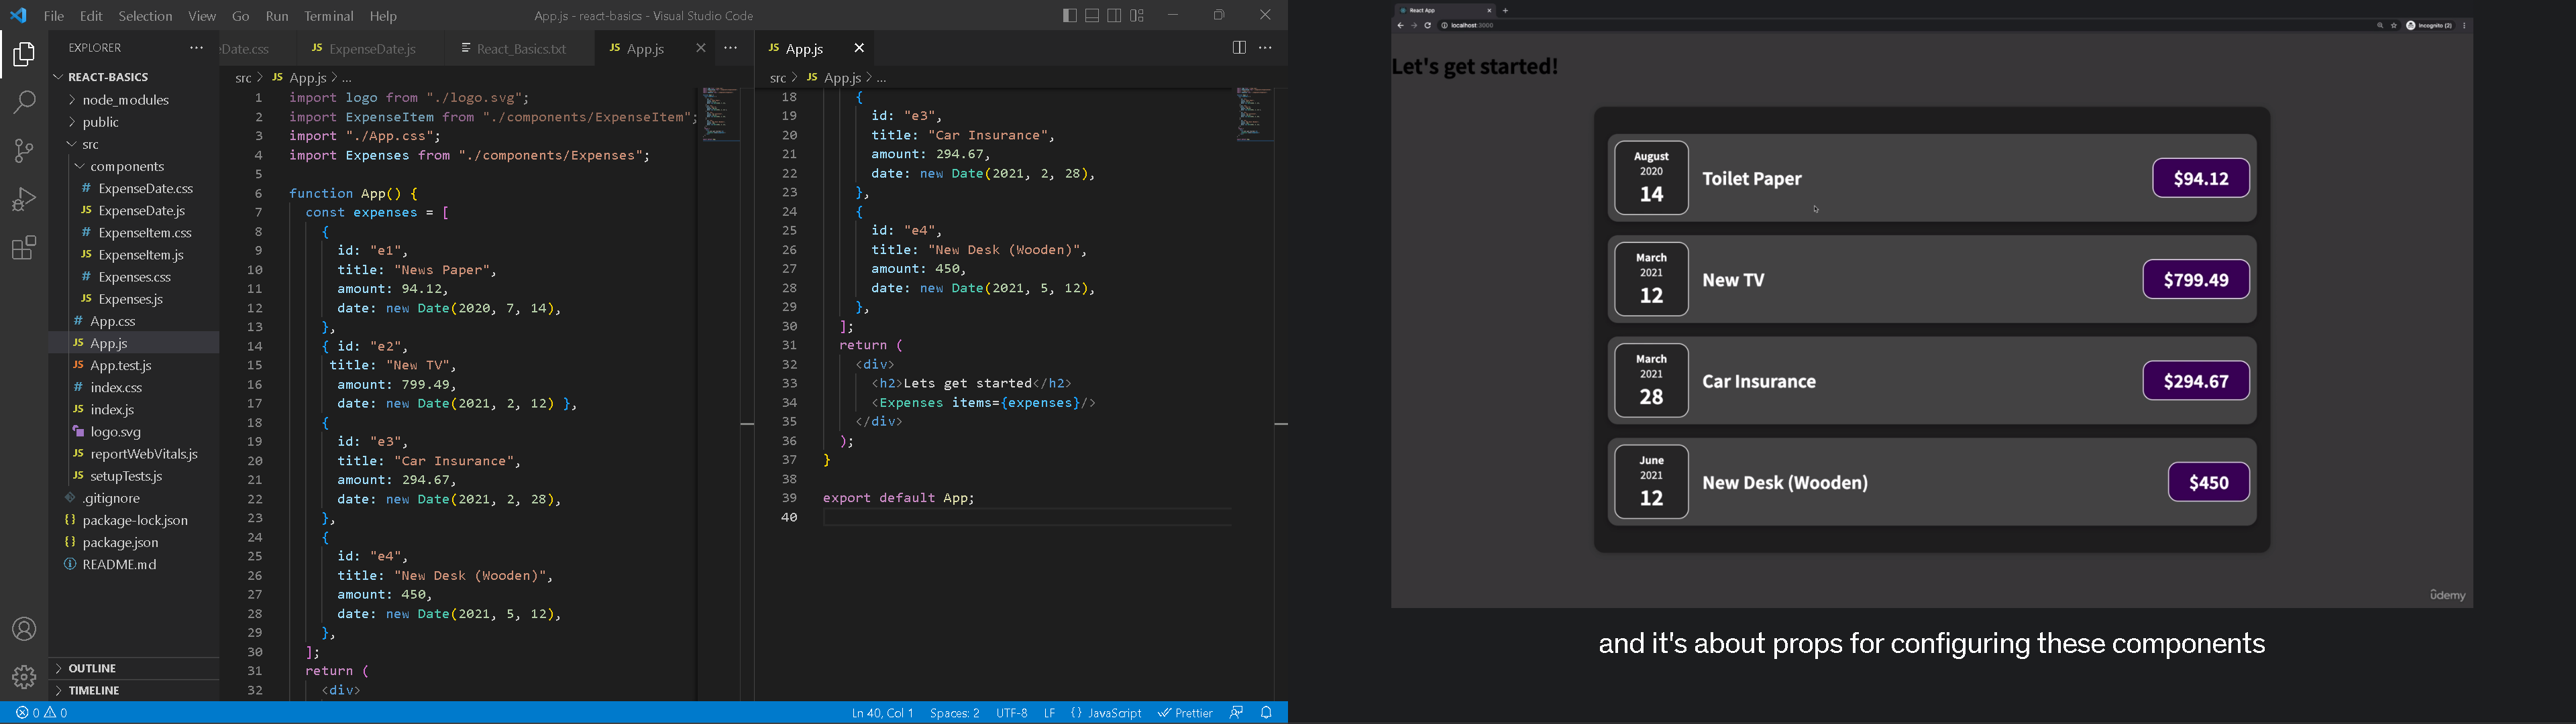 File Edit Selection View Go Run Terminal Help
App.js - react-basics - Visual Studio Code
EXPLORER
REACT-BASICS
node_modules
public
src
components
# ExpenseDate.css
JS ExpenseDate.js
# ExpenseItem.css
JS ExpenseItem.js
# Expenses.css
JS Expenses.js
# App.css
JS App.js
JS App.test.js
# index.css
JS index.js
logo.svg
JS reportWebVitals.js
JS setupTests.js
.gitignore
{} package-lock.json
{} package.json
README.md
OUTLINE
TIMELINE
Date.css JS ExpenseDate.js React_Basics.txt JS App.js
src > JS App.js > ...
1 import logo from "./logo.svg";
2 import ExpenseItem from "./components/ExpenseItem";
3 import "./App.css";
4 import Expenses from "./components/Expenses";
5
6 function App() {
7 const expenses = [
8 {
9 id: "e1",
10 title: "News Paper",
11 amount: 94.12,
12 date: new Date(2020, 7, 14),
13 },
14 { id: "e2",
15 title: "New TV",
16 amount: 799.49,
17 date: new Date(2021, 2, 12) },
18 {
19 id: "e3",
20 title: "Car Insurance",
21 amount: 294.67,
22 date: new Date(2021, 2, 28),
23 },
24 {
25 id: "e4",
26 title: "New Desk (Wooden)",
27 amount: 450,
28 date: new Date(2021, 5, 12),
29 },
30 ];
31 return (
32 <div>
JS App.js
src > JS App.js > ...
18 {
19 id: "e3",
20 title: "Car Insurance",
21 amount: 294.67,
22 date: new Date(2021, 2, 28),
23 },
24 {
25 id: "e4",
26 title: "New Desk (Wooden)",
27 amount: 450,
28 date: new Date(2021, 5, 12),
29 },
30 ];
31 return (
32 <div>
33 <h2>Lets get started</h2>
34 <Expenses items={expenses}/>
35 </div>
36 );
37 }
38
39 export default App;
40
0 0
Ln 40, Col 1 Spaces: 2 UTF-8 LF {} JavaScript Prettier
React App
localhost:3000
Incognito (2)
Let's get started!
August
2020
14
Toilet Paper
$94.12
March
2021
12
New TV
$799.49
March
2021
28
Car Insurance
$294.67
June
2021
12
New Desk (Wooden)
$450
ûdemy
and it's about props for configuring these components